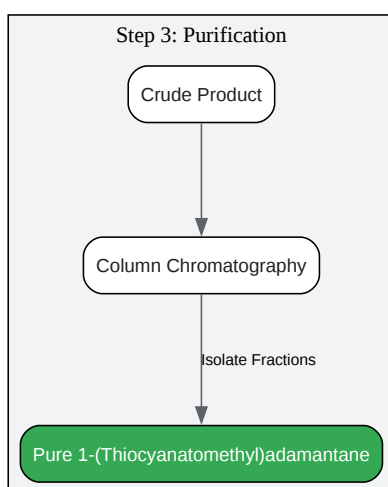 Step 3: Purification
Crude Product
Column Chromatography
Isolate Fractions
Pure 1-(Thiocyanatomethyl)adamantane